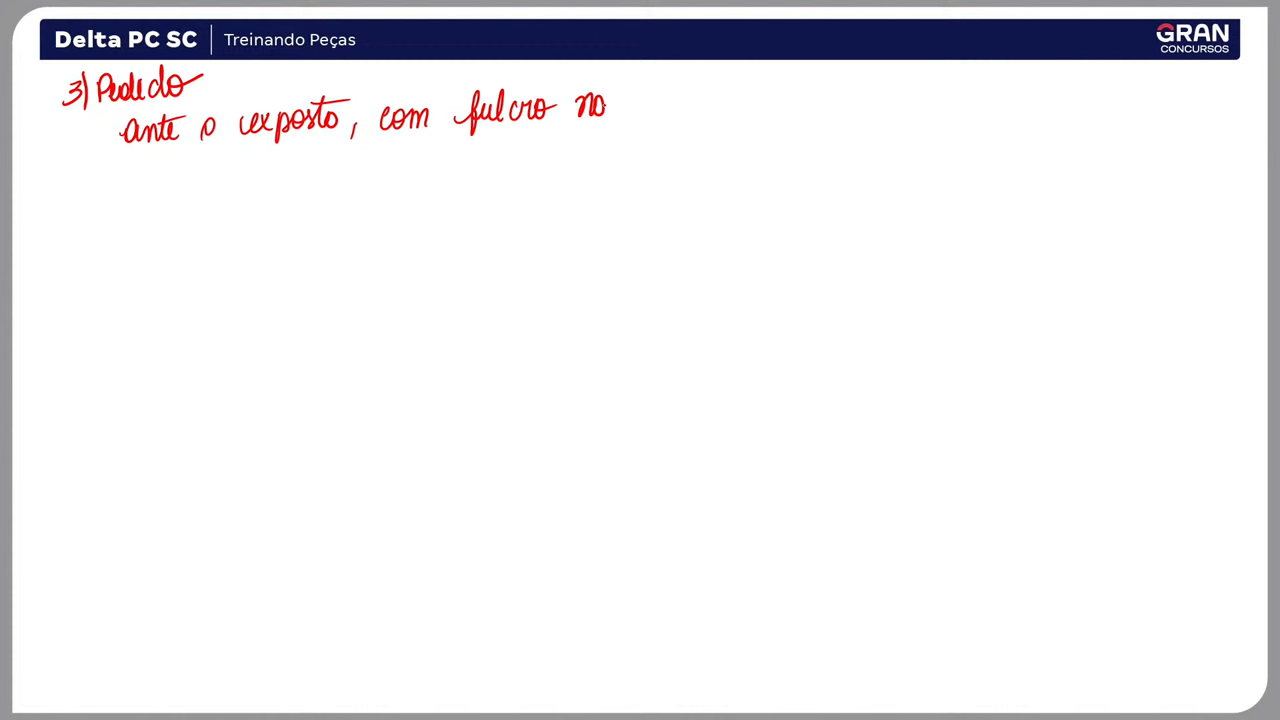 Delta PC SC | Treinando Peças
GRAN
CONCURSOS
3) Pedido
ante o exposto, com fulcro no